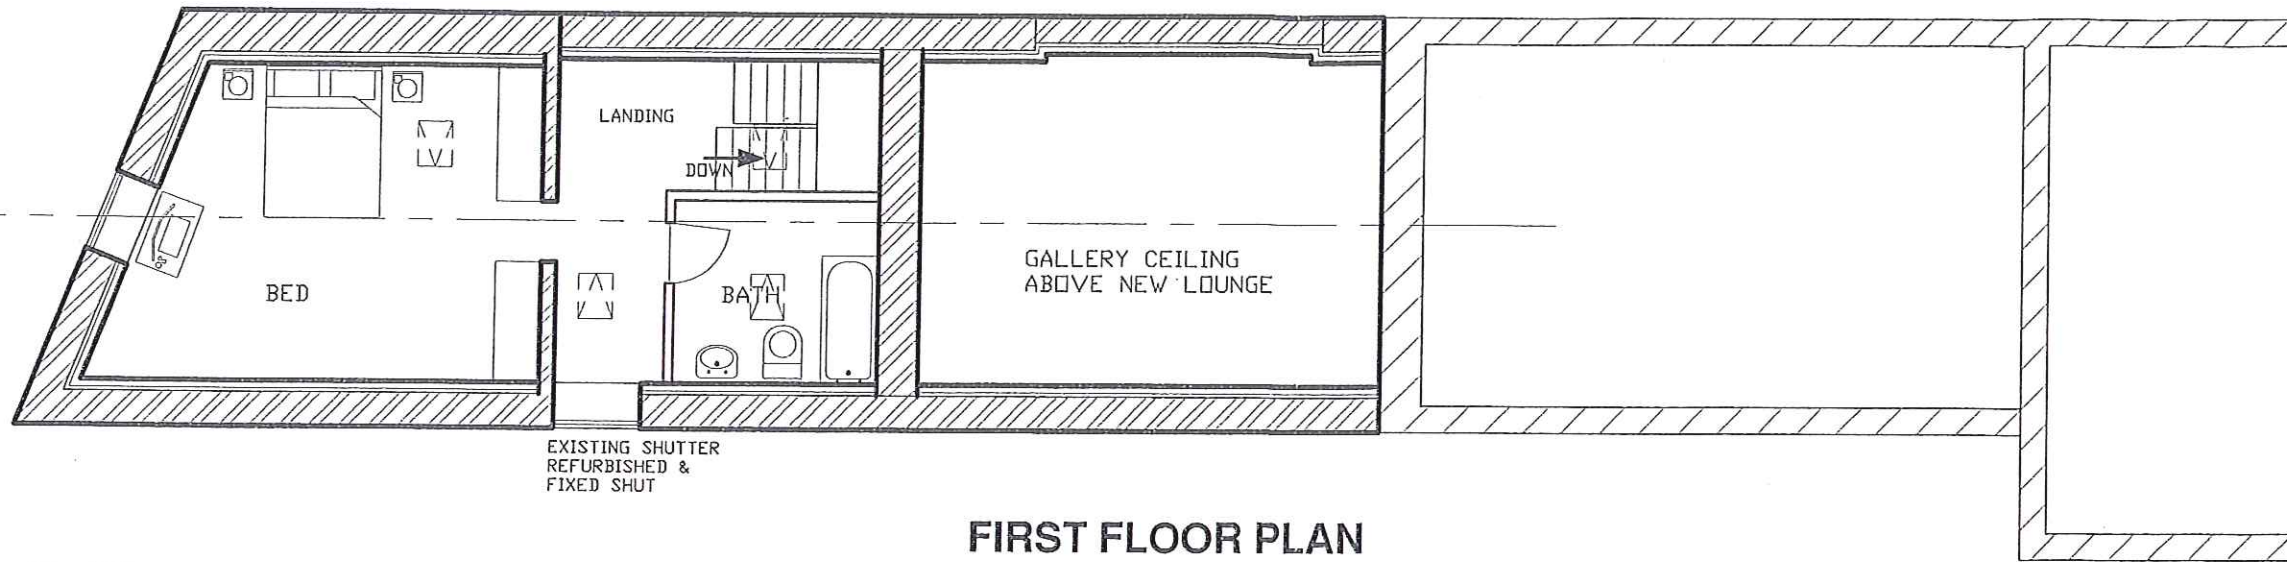 LANDING
DOWN
BED
BATH
GALLERY CEILING
ABOVE NEW LOUNGE
EXISTING SHUTTER
REFURBISHED &
FIXED SHUT
FIRST FLOOR PLAN